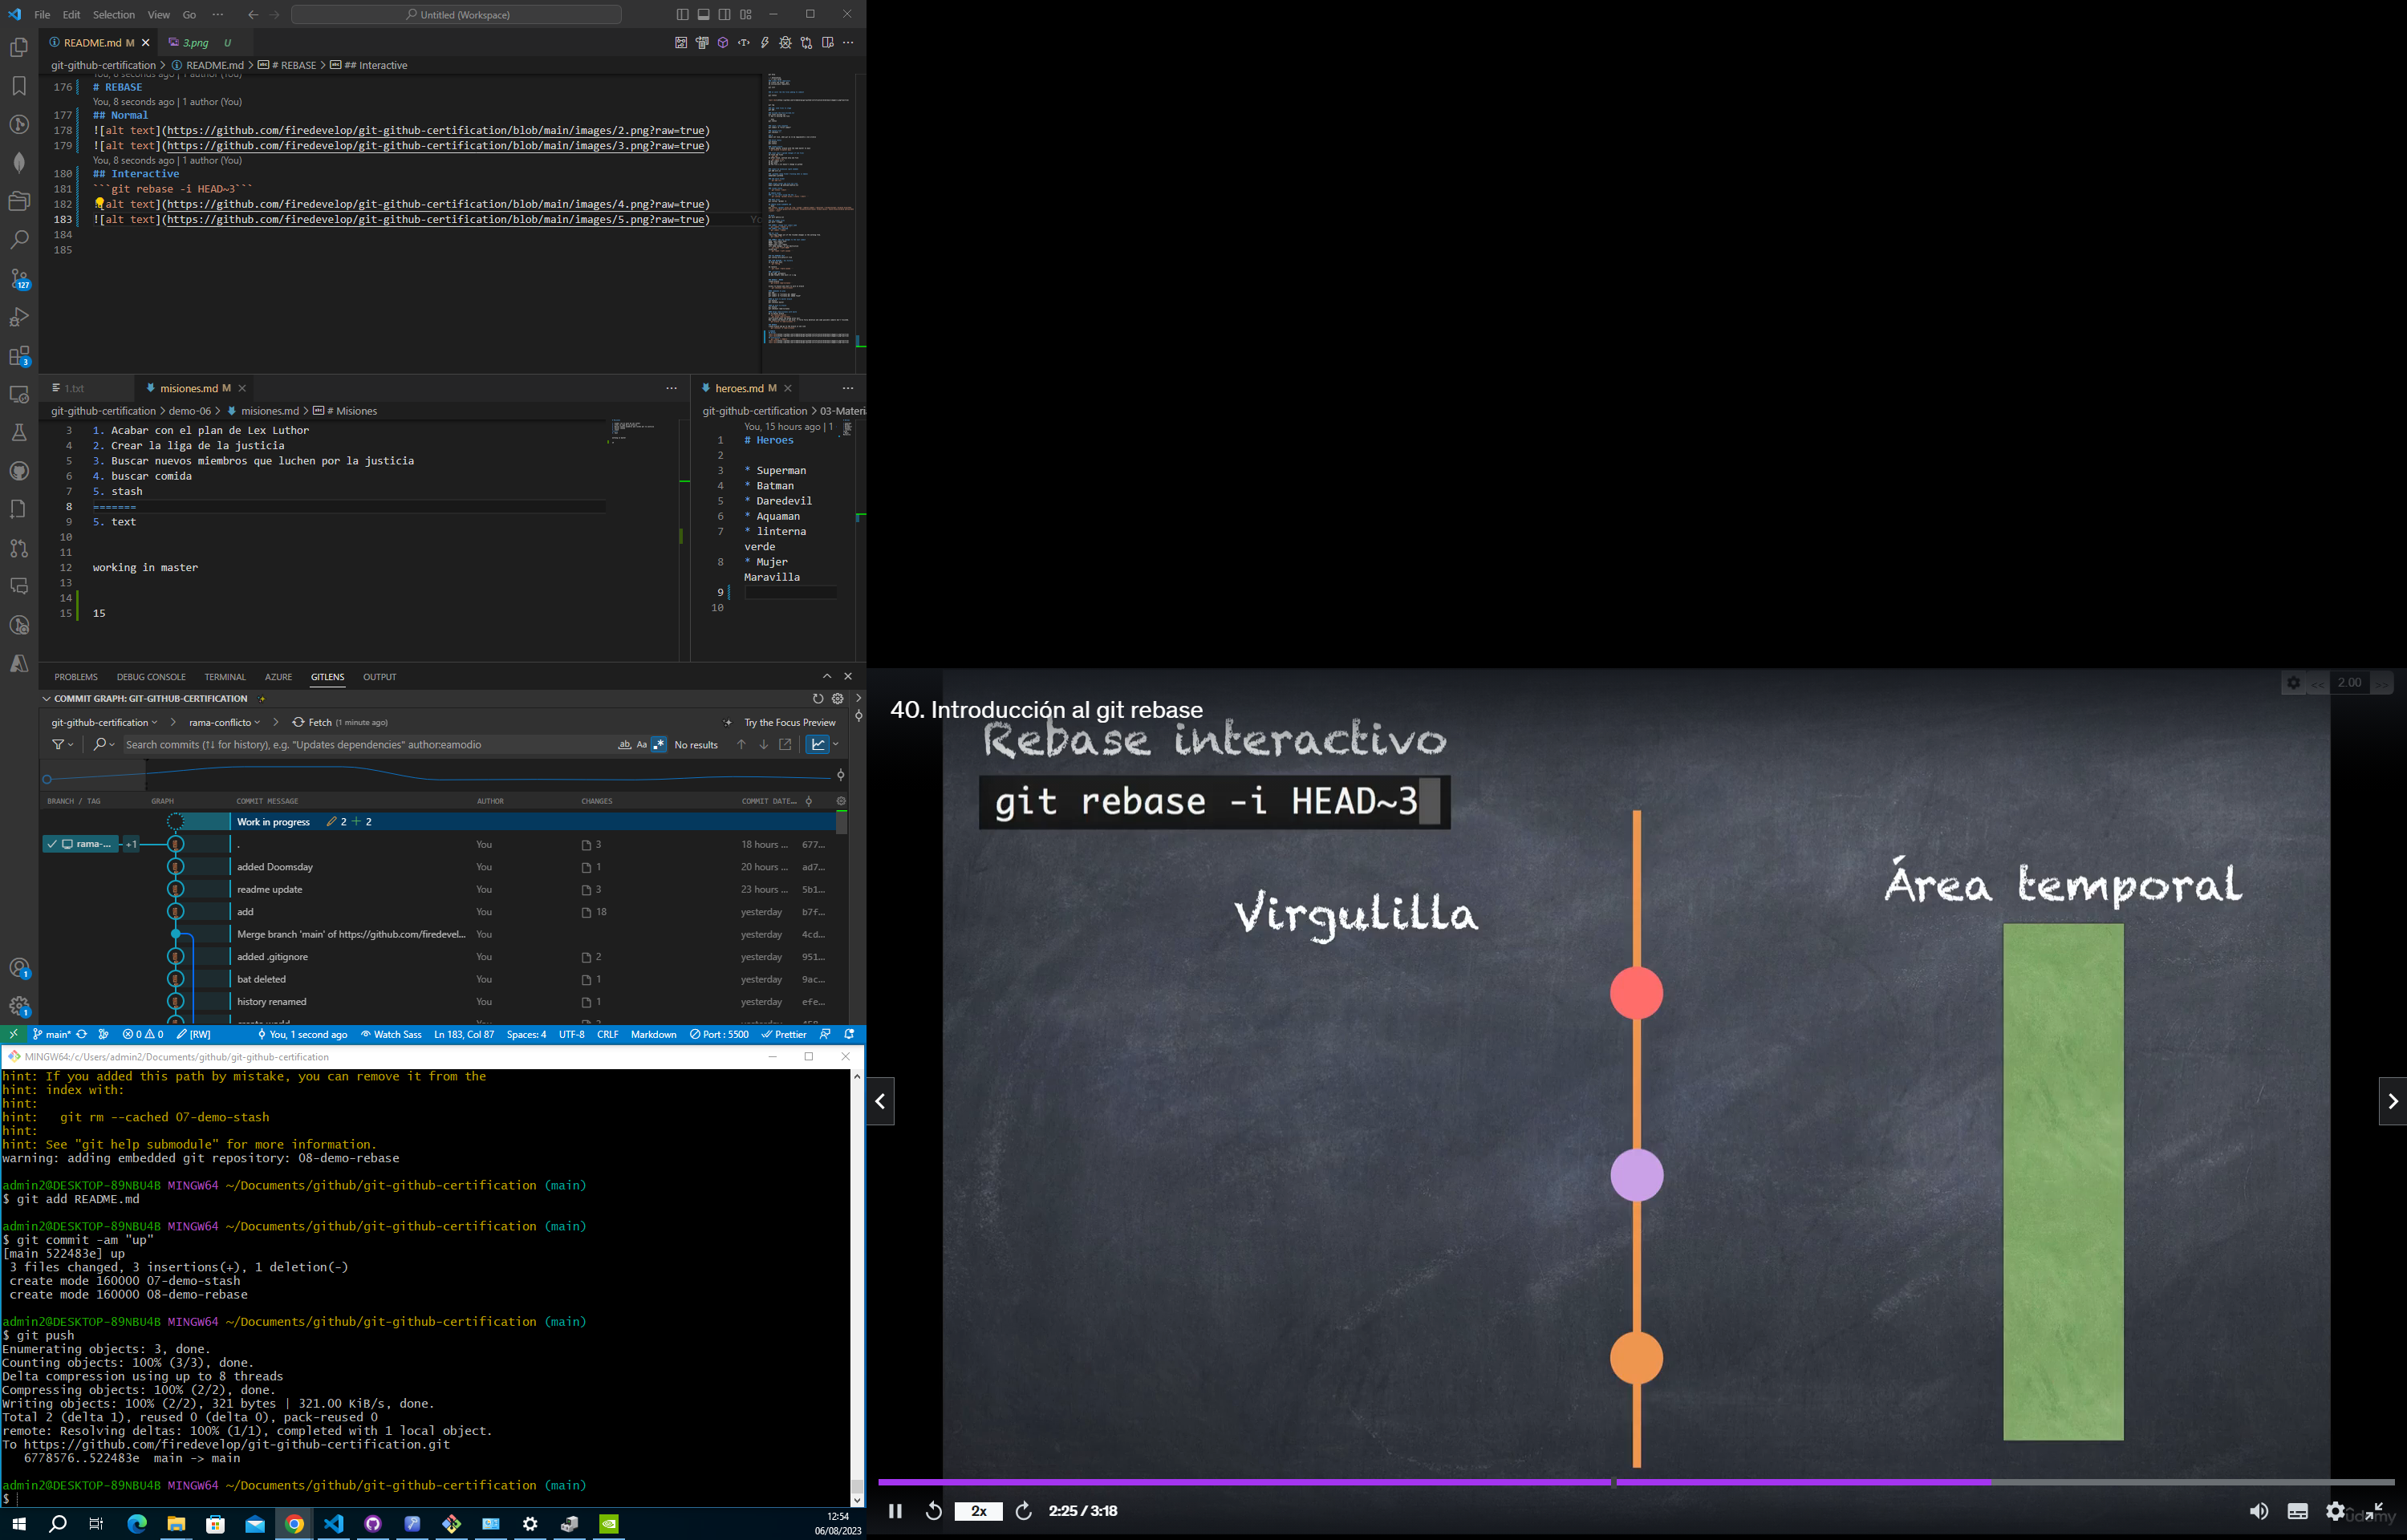 File Edit Selection View Go ··· Untitled (Workspace)
README.md M 3.png U
git-github-certification > README.md > # REBASE > ## Interactive
You, 8 seconds ago | 1 author (You)
176 # REBASE
You, 8 seconds ago | 1 author (You)
177 ## Normal
178 ![alt text](https://github.com/firedevelop/git-github-certification/blob/main/images/2.png?raw=true)
179 ![alt text](https://github.com/firedevelop/git-github-certification/blob/main/images/3.png?raw=true)
You, 8 seconds ago | 1 author (You)
180 ## Interactive
181 ```git rebase -i HEAD~3```
182 [alt text](https://github.com/firedevelop/git-github-certification/blob/main/images/4.png?raw=true)
183 ![alt text](https://github.com/firedevelop/git-github-certification/blob/main/images/5.png?raw=true)
184
185
127
3
1.txt misiones.md M
git-github-certification > demo-06 > misiones.md > # Misiones
3 1. Acabar con el plan de Lex Luthor
4 2. Crear la liga de la justicia
5 3. Buscar nuevos miembros que luchen por la justicia
6 4. buscar comida
7 5. stash
8 =======
9 5. text
10
11
12 working in master
13
14
15 15
heroes.md M
git-github-certification > 03-Materi
You, 15 hours ago | 1
1 # Heroes
2
3 * Superman
4 * Batman
5 * Daredevil
6 * Aquaman
7 * linterna
verde
8 * Mujer
Maravilla
9
10
PROBLEMS DEBUG CONSOLE TERMINAL AZURE GITLENS OUTPUT
COMMIT GRAPH: GIT-GITHUB-CERTIFICATION
git-github-certification > rama-conflicto > Fetch (1 minute ago) Try the Focus Preview
Search commits (↑↓ for history), e.g. "Updates dependencies" author:eamodio ab Aa .* No results
BRANCH / TAG GRAPH COMMIT MESSAGE AUTHOR CHANGES COMMIT DATE...
Work in progress 2 + 2
rama-... +1 . You 3 18 hours ... 677...
added Doomsday You 1 20 hours ... ad7...
readme update You 3 23 hours ... 5b1...
add You 18 yesterday b7f...
Merge branch 'main' of https://github.com/firedevel... You yesterday 4cd...
added .gitignore You 2 yesterday 951...
bat deleted You 1 yesterday 9ac...
history renamed You 1 yesterday efe...
1
1
main* 0 0 [RW] You, 1 second ago Watch Sass Ln 183, Col 87 Spaces: 4 UTF-8 CRLF Markdown Port : 5500 Prettier
MINGW64:/c/Users/admin2/Documents/github/git-github-certification
hint: If you added this path by mistake, you can remove it from the
hint: index with:
hint:
hint:   git rm --cached 07-demo-stash
hint:
hint: See "git help submodule" for more information.
warning: adding embedded git repository: 08-demo-rebase
admin2@DESKTOP-89NBU4B MINGW64 ~/Documents/github/git-github-certification (main)
$ git add README.md
admin2@DESKTOP-89NBU4B MINGW64 ~/Documents/github/git-github-certification (main)
$ git commit -am "up"
[main 522483e] up
 3 files changed, 3 insertions(+), 1 deletion(-)
 create mode 160000 07-demo-stash
 create mode 160000 08-demo-rebase
admin2@DESKTOP-89NBU4B MINGW64 ~/Documents/github/git-github-certification (main)
$ git push
Enumerating objects: 3, done.
Counting objects: 100% (3/3), done.
Delta compression using up to 8 threads
Compressing objects: 100% (2/2), done.
Writing objects: 100% (2/2), 321 bytes | 321.00 KiB/s, done.
Total 2 (delta 1), reused 0 (delta 0), pack-reused 0
remote: Resolving deltas: 100% (1/1), completed with 1 local object.
To https://github.com/firedevelop/git-github-certification.git
   6778576..522483e  main -> main
admin2@DESKTOP-89NBU4B MINGW64 ~/Documents/github/git-github-certification (main)
$
12:54
06/08/2023
<< 2.00 >>
40. Introducción al git rebase
Rebase interactivo
git rebase -i HEAD~3
Virgulilla
Área temporal
2x 2:25 / 3:18
udemy